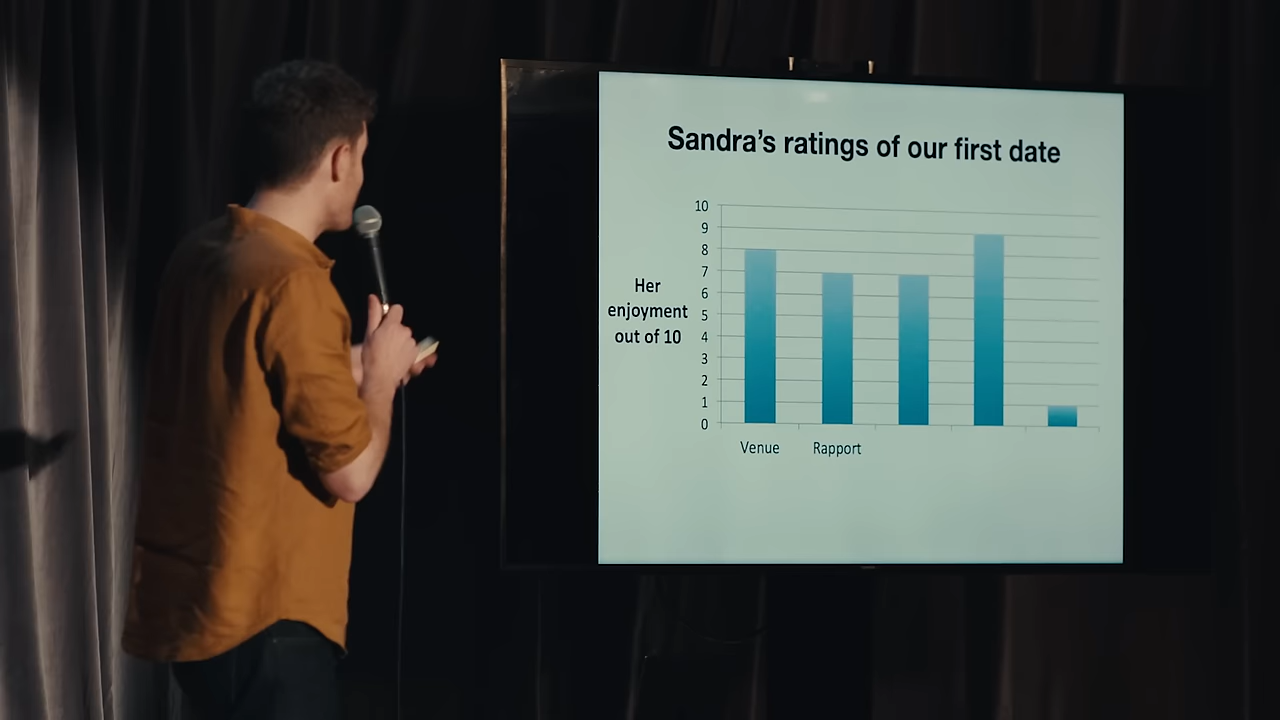 Sandra's ratings of our first date
10
9
8
7
6
5
4
3
2
1
0
Her
enjoyment
out of 10
Venue Rapport